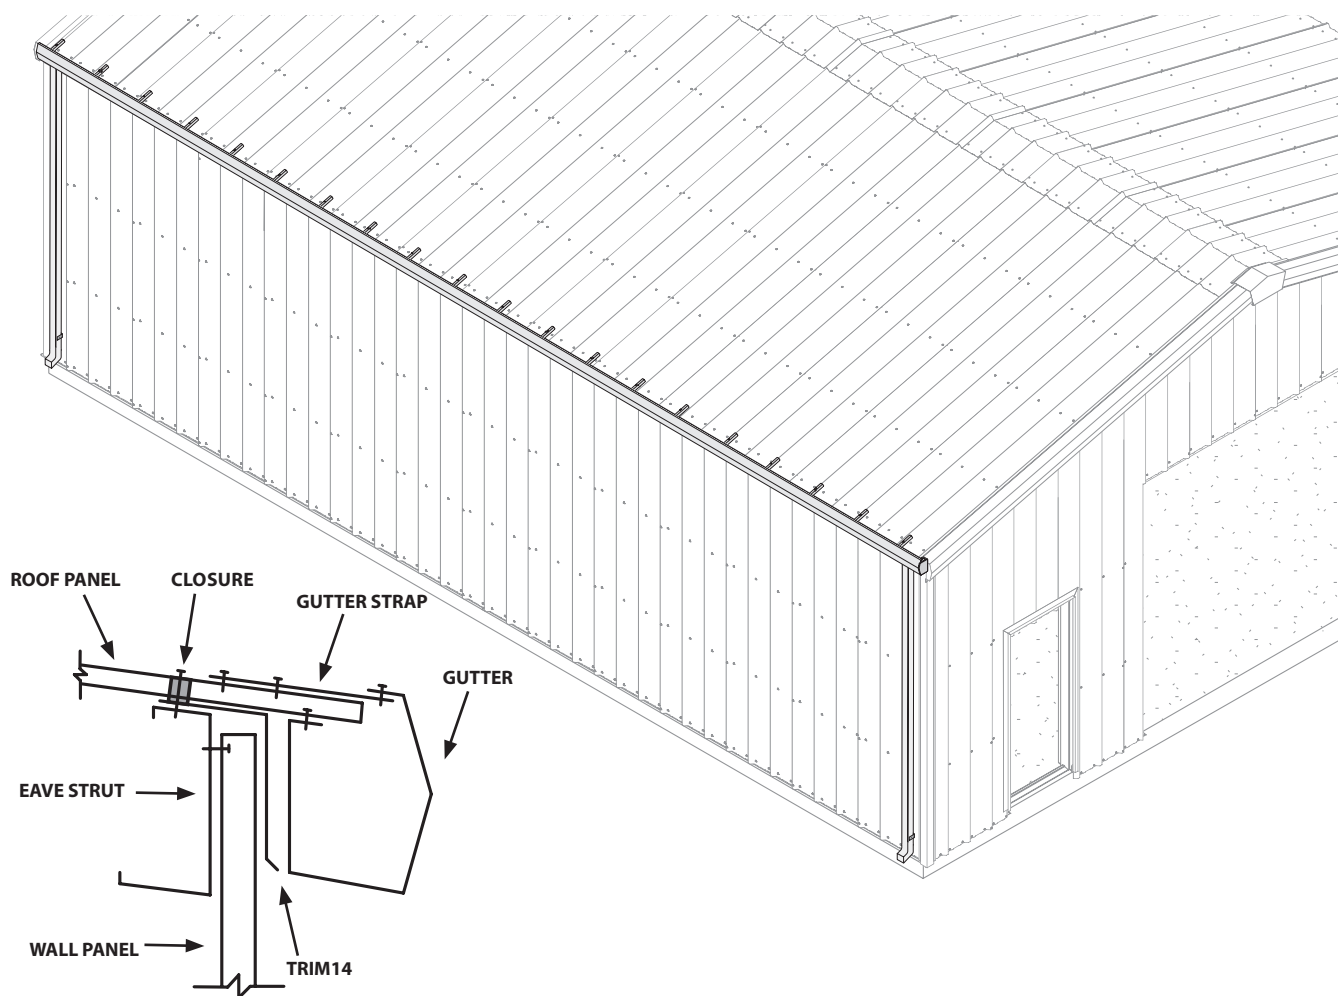 ROOF PANEL
CLOSURE
GUTTER STRAP
GUTTER
EAVE STRUT
WALL PANEL
TRIM14